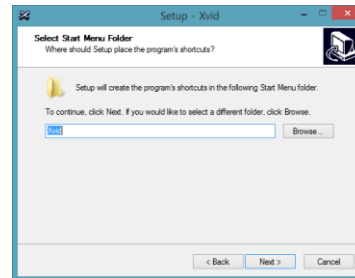 Setup - Xvid
Select Start Menu Folder
Where should Setup place the program's shortcuts?
Setup will create the program's shortcuts in the following Start Menu folder.
To continue, click Next. If you would like to select a different folder, click Browse.
Xvid
Browse...
< Back
Next >
Cancel